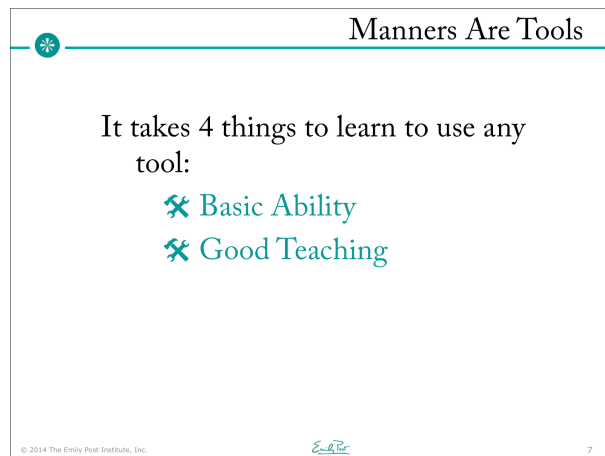 Manners Are Tools
It takes 4 things to learn to use any
tool:
Basic Ability
Good Teaching
© 2014 The Emily Post Institute, Inc.
Emily Post
7